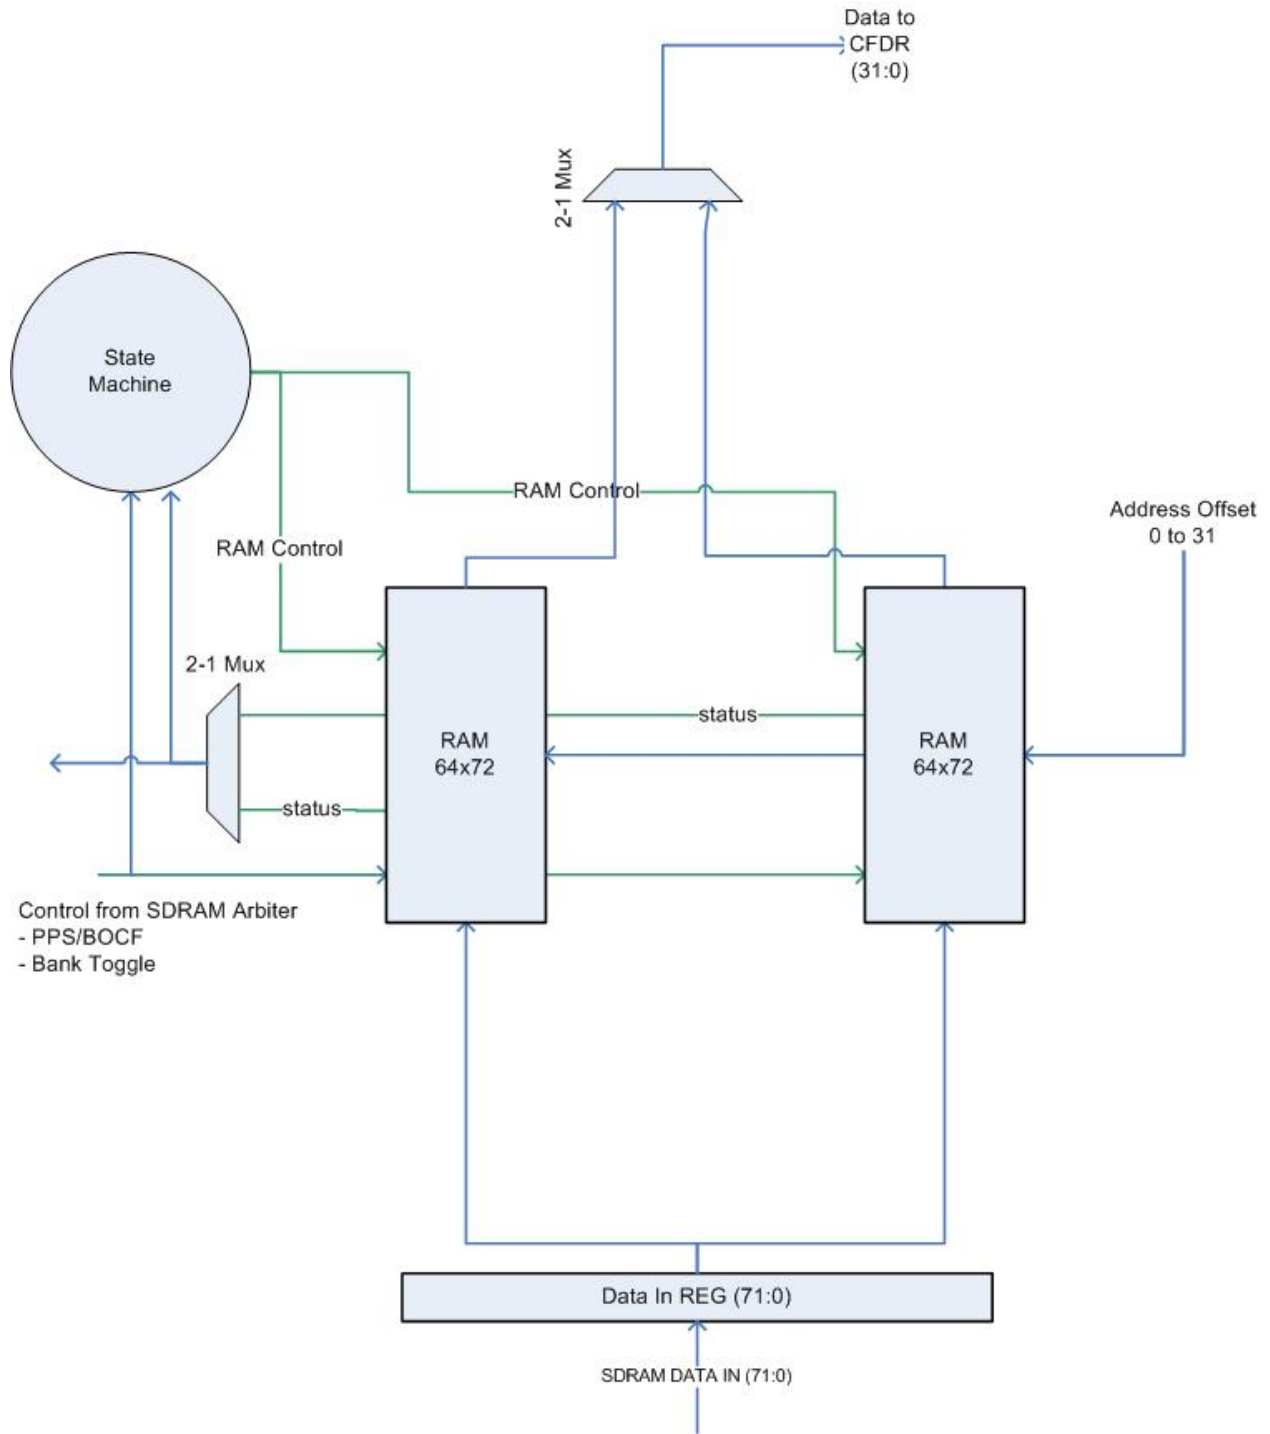 Data to
CFDR
(31:0)
2-1 Mux
State
Machine
RAM Control
Address Offset
0 to 31
RAM Control
2-1 Mux
status
RAM
64x72
RAM
64x72
status
Control from SDRAM Arbiter
- PPS/BOCF
- Bank Toggle
Data In REG (71:0)
SDRAM DATA IN (71:0)